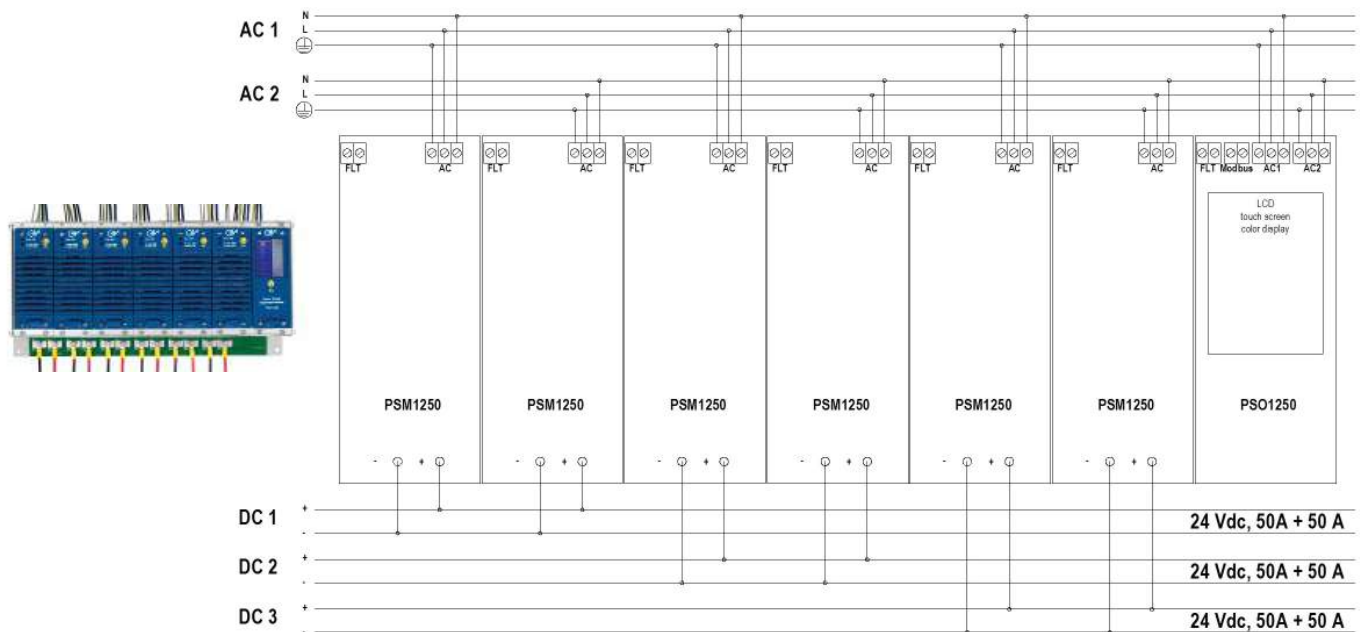 AC 1
N
L
AC 2
N
L
FLT AC
FLT AC
FLT AC
FLT AC
FLT AC
FLT AC
FLT Modbus AC1 AC2
LCD
touch screen
color display
PSM1250
PSM1250
PSM1250
PSM1250
PSM1250
PSM1250
PSO1250
- +
- +
- +
- +
- +
- +
DC 1
+
-
24 Vdc, 50A + 50 A
DC 2
+
-
24 Vdc, 50A + 50 A
DC 3
+
-
24 Vdc, 50A + 50 A